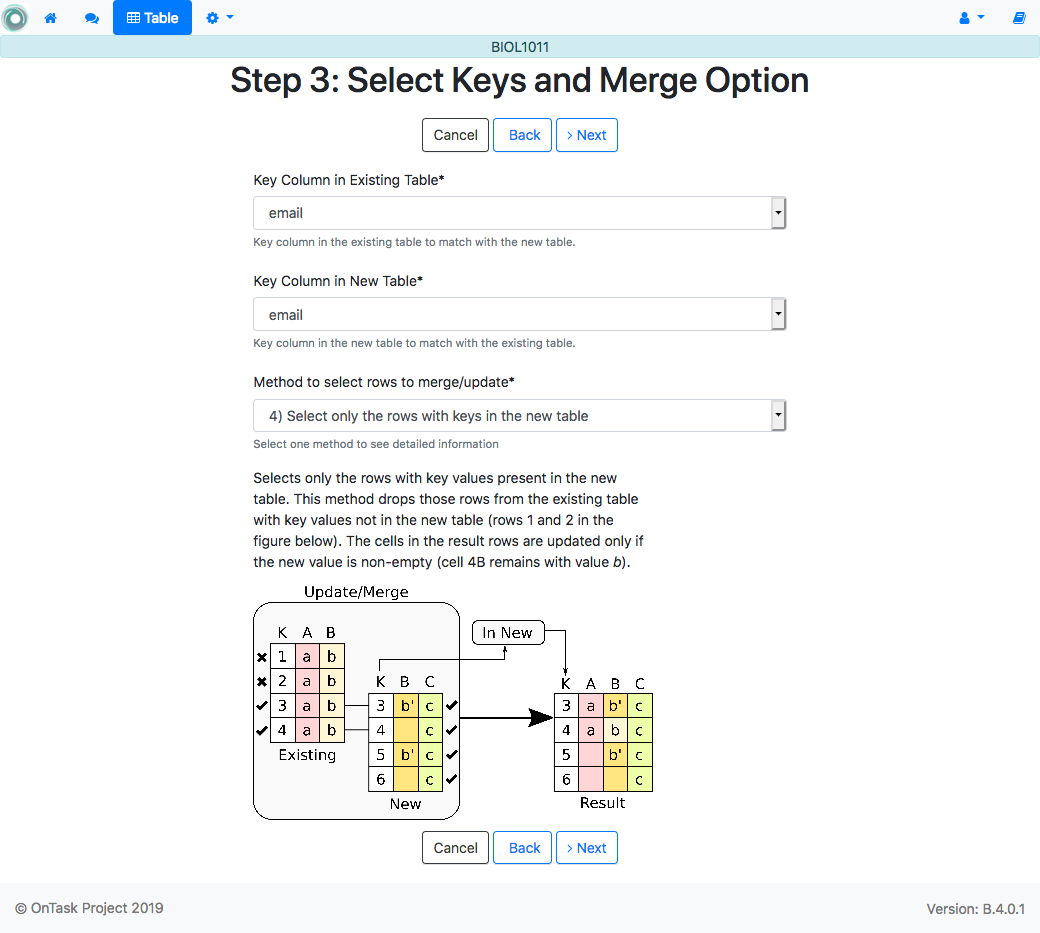 Table
BIOL1011
Step 3: Select Keys and Merge Option
Cancel Back > Next
Key Column in Existing Table*
email
Key column in the existing table to match with the new table.
Key Column in New Table*
email
Key column in the new table to match with the existing table.
Method to select rows to merge/update*
4) Select only the rows with keys in the new table
Select one method to see detailed information
Selects only the rows with key values present in the new
table. This method drops those rows from the existing table
with key values not in the new table (rows 1 and 2 in the
figure below). The cells in the result rows are updated only if
the new value is non-empty (cell 4B remains with value b).
Update/Merge
K A B
1 a b
2 a b
3 a b
4 a b
Existing
K B C
3 b' c
4 c
5 b' c
6 c
New
In New
K A B C
3 a b' c
4 a b c
5 b' c
6 c
Result
Cancel Back > Next
© OnTask Project 2019
Version: B.4.0.1